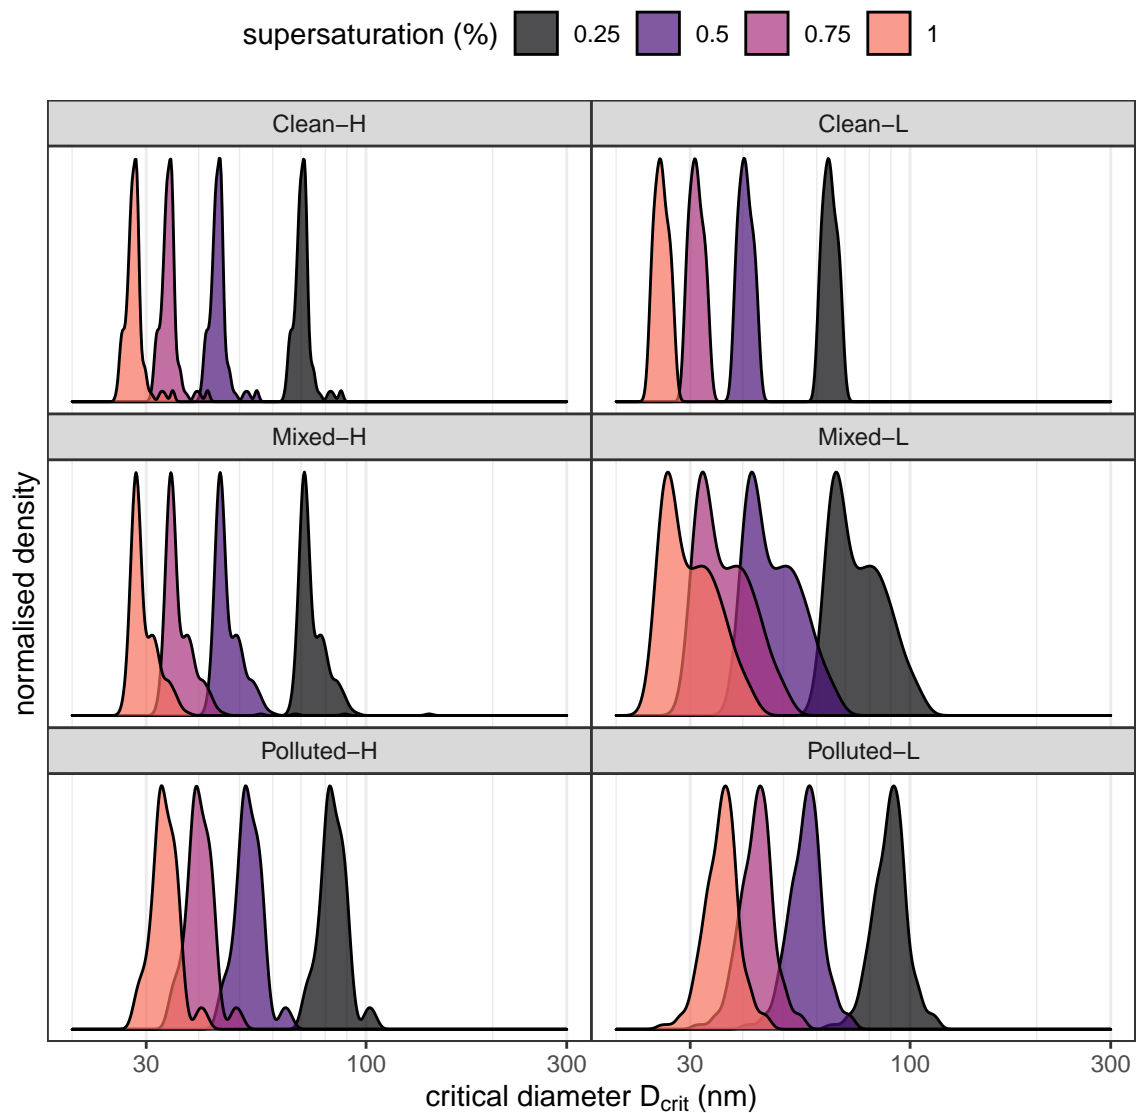 supersaturation (%) 0.25 0.5 0.75 1
Clean−H Clean−L
Mixed−H Mixed−L
normalised density
Polluted−H Polluted−L
30 100 300 30 100 300
critical diameter D_crit (nm)